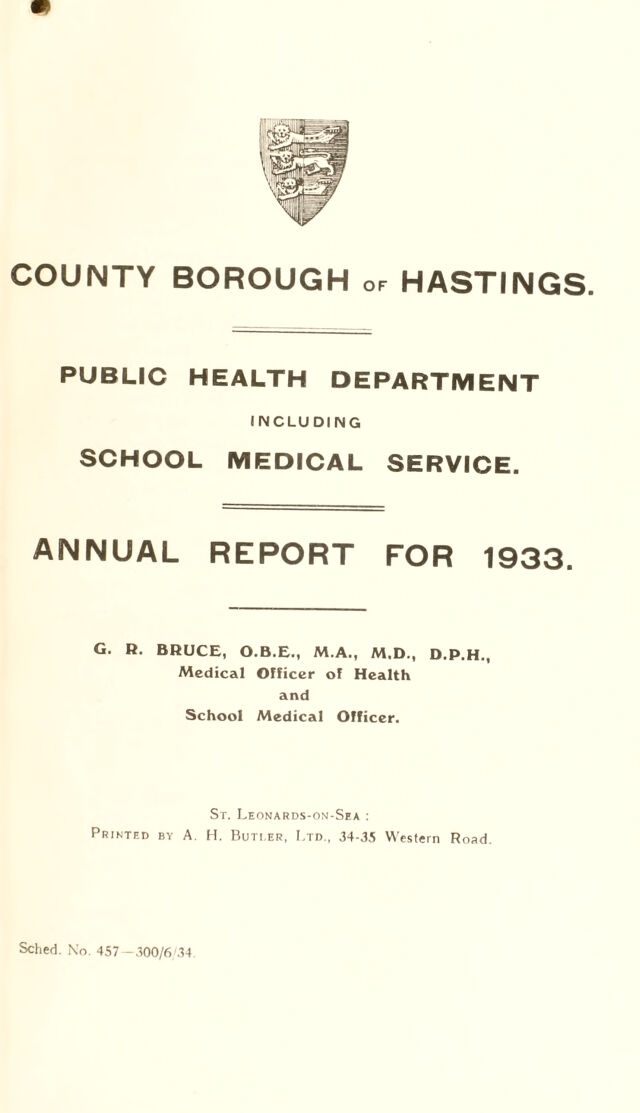 COUNTY BOROUGH OF HASTINGS.
PUBLIC HEALTH DEPARTMENT
INCLUDING
SCHOOL MEDICAL SERVICE.
ANNUAL REPORT FOR 1933.
G. R. BRUCE, O.B.E., M.A., M.D., D.P.H.,
Medical Officer of Health
and
School Medical Officer.
St. Leonards-on-Sea :
Printed by A. H. Butler, Ltd., 34-35 Western Road.
Sched. No. 457—300/6/34.